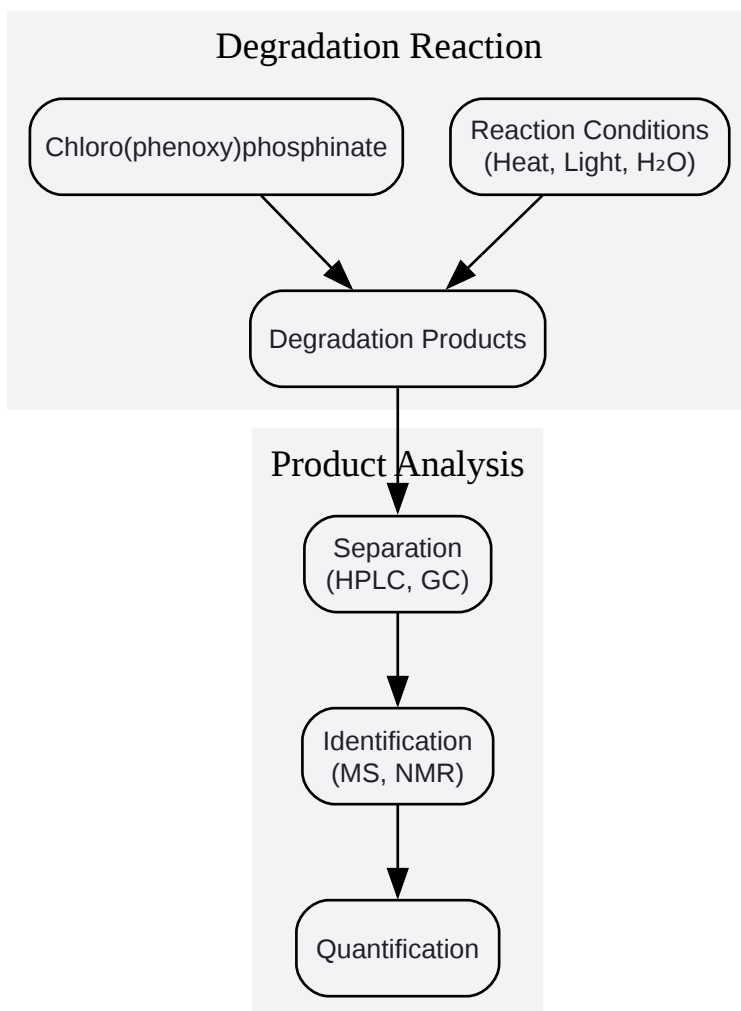 Degradation Reaction
Chloro(phenoxy)phosphinate
Reaction Conditions
(Heat, Light, H₂O)
Degradation Products
Product Analysis
Separation
(HPLC, GC)
Identification
(MS, NMR)
Quantification